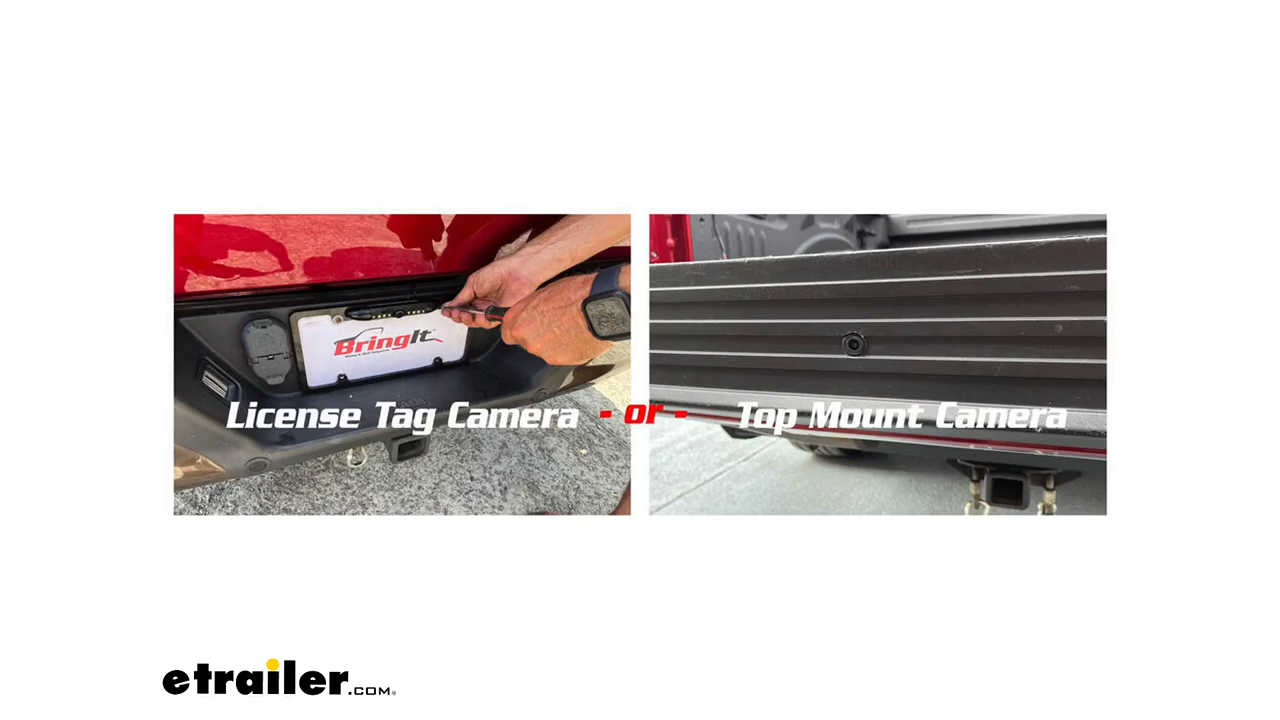 BringIt
License Tag Camera
- or -
Top Mount Camera
etrailer.com